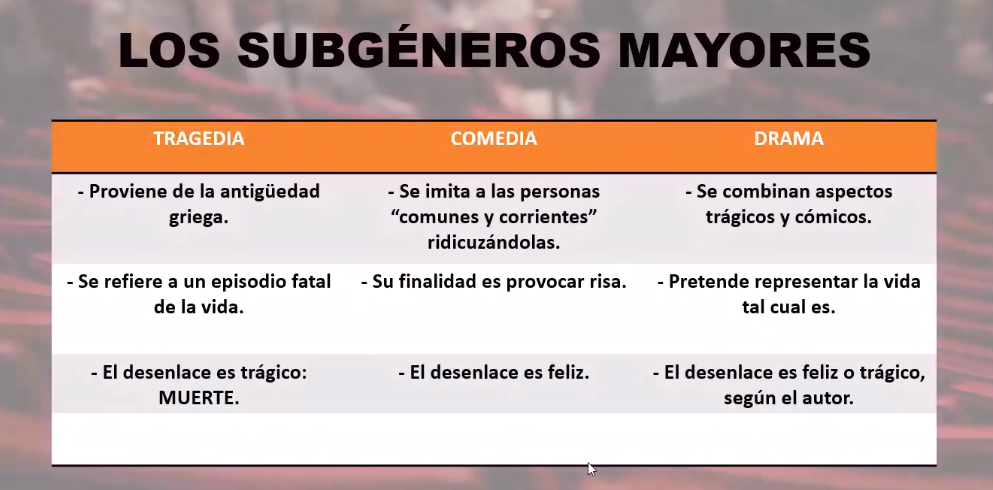 LOS SUBGÉNEROS MAYORES
TRAGEDIA
COMEDIA
DRAMA
- Proviene de la antigüedad
griega.
- Se imita a las personas
“comunes y corrientes”
ridicuzándolas.
- Se combinan aspectos
trágicos y cómicos.
- Se refiere a un episodio fatal
de la vida.
- Su finalidad es provocar risa.
- Pretende representar la vida
tal cual es.
- El desenlace es trágico:
MUERTE.
- El desenlace es feliz.
- El desenlace es feliz o trágico,
según el autor.